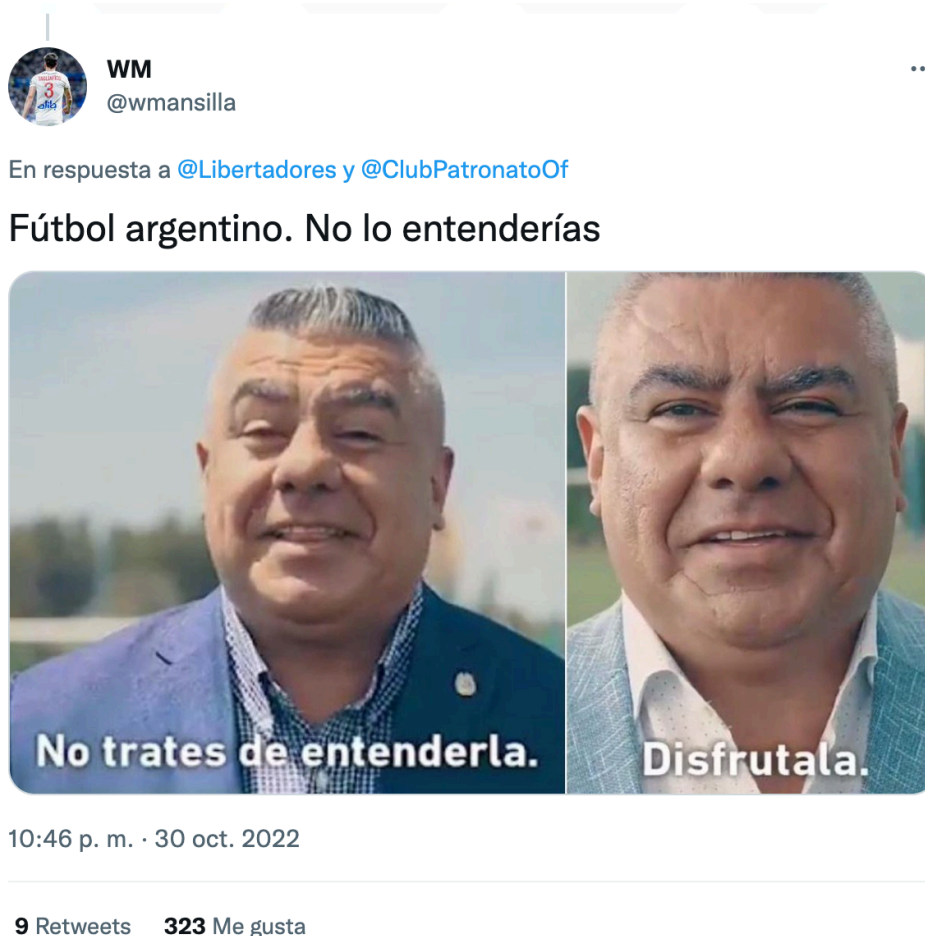 WM
@wmansilla
En respuesta a @Libertadores y @ClubPatronatoOf
Fútbol argentino. No lo entenderías
No trates de entenderla.
Disfrutala.
10:46 p. m. · 30 oct. 2022
9 Retweets 323 Me gusta